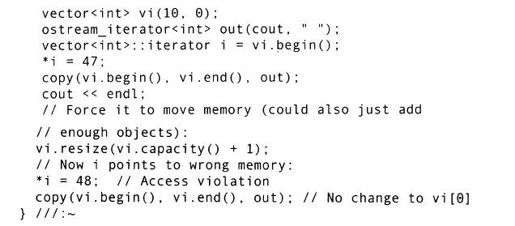 vector<int> vi(10, 0);
ostream_iterator<int> out(cout, " ");
vector<int>::iterator i = vi.begin();
*i = 47;
copy(vi.begin(), vi.end(), out);
cout << endl;
// Force it to move memory (could also just add
// enough objects):
vi.resize(vi.capacity() + 1);
// Now i points to wrong memory:
*i = 48;  // Access violation
copy(vi.begin(), vi.end(), out); // No change to vi[0]
} ///:~